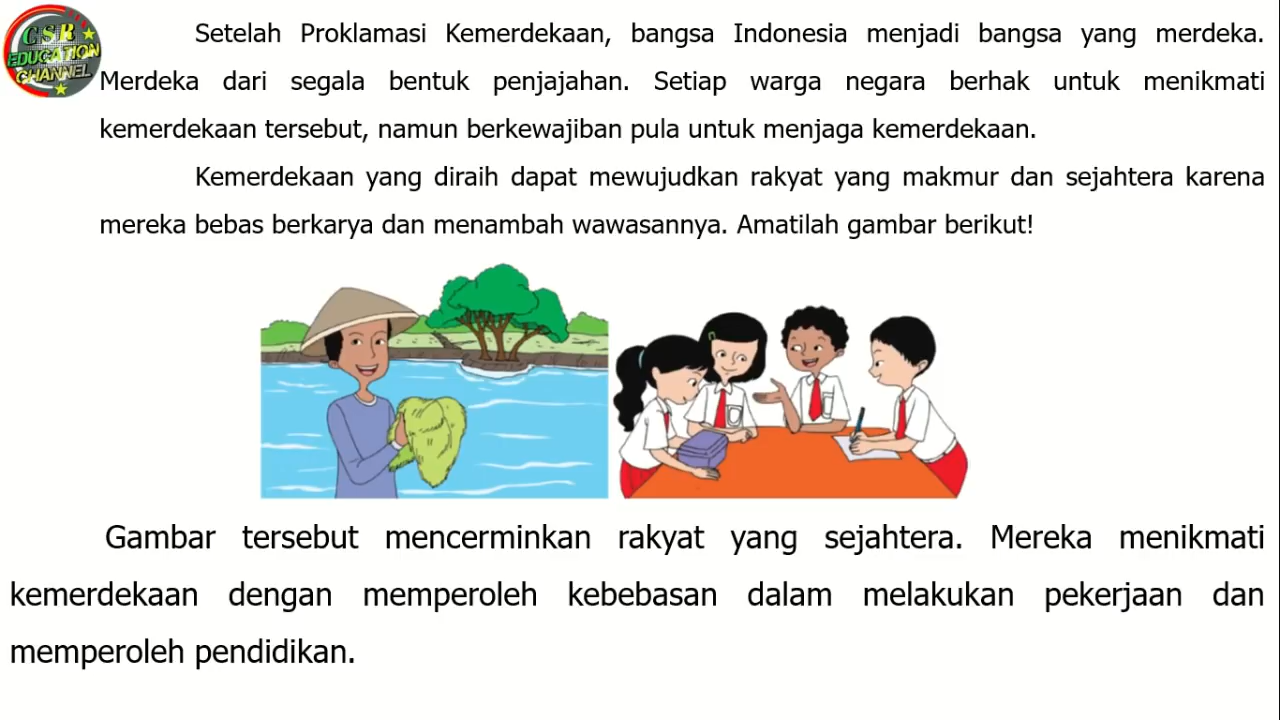 GSR
EDUCATION
CHANNEL
Setelah Proklamasi Kemerdekaan, bangsa Indonesia menjadi bangsa yang merdeka.
Merdeka dari segala bentuk penjajahan. Setiap warga negara berhak untuk menikmati
kemerdekaan tersebut, namun berkewajiban pula untuk menjaga kemerdekaan.
Kemerdekaan yang diraih dapat mewujudkan rakyat yang makmur dan sejahtera karena
mereka bebas berkarya dan menambah wawasannya. Amatilah gambar berikut!
Gambar tersebut mencerminkan rakyat yang sejahtera. Mereka menikmati
kemerdekaan dengan memperoleh kebebasan dalam melakukan pekerjaan dan
memperoleh pendidikan.